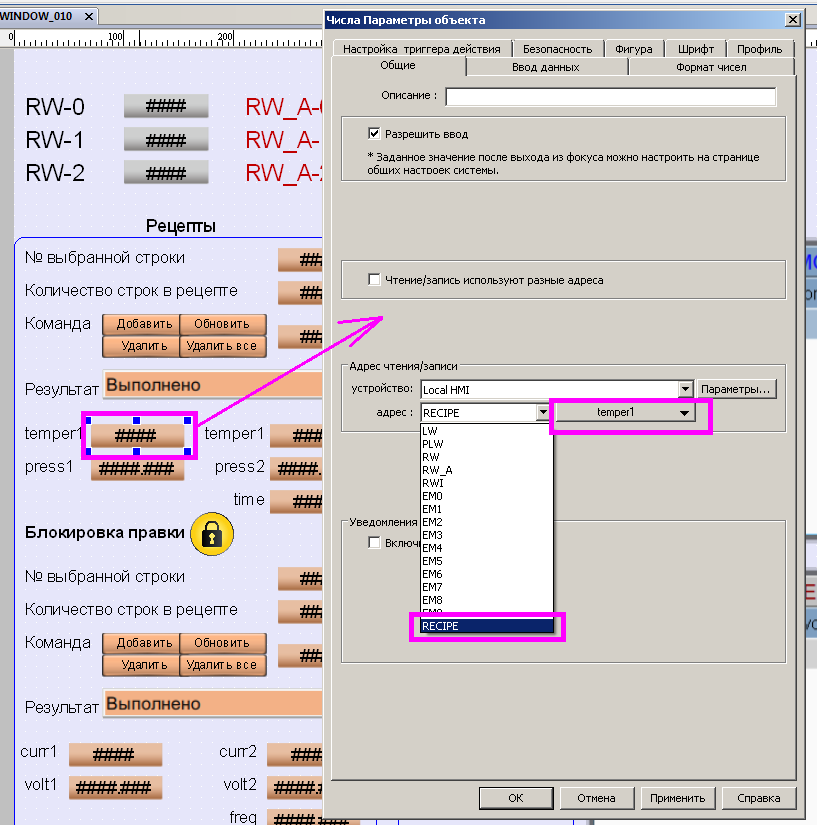 WINDOW_010
Числа Параметры объекта
0 100 200
Настройка триггера действия Безопасность Фигура Шрифт Профиль
Общие Ввод данных Формат чисел
Описание :
RW-0 #### RW_A-
RW-1 #### RW_A-
RW-2 #### RW_A-2
Разрешить ввод
* Заданное значение после выхода из фокуса можно настроить на странице
общих настроек системы.
Рецепты
№ выбранной строки ##
Количество строк в рецепте ##
Команда Добавить Обновить ##
Удалить Удалить все
Результат Выполнено
temper1 #### temper1 ##
press1 ####.### press2 ####.
time ###
Блокировка правки
№ выбранной строки ##
Количество строк в рецепте ##
Команда Добавить Обновить ##
Удалить Удалить все
Результат Выполнено
curr1 #### curr2 ##
volt1 ####.### volt2 ####.
freq ####.###
Чтение/запись используют разные адреса
Адрес чтения/записи
устройство: Local HMI Параметры...
адрес : RECIPE temper1
LW
PLW
RW
RW_A
RWI
EM0
EM1
EM2
EM3
EM4
EM5
EM6
EM7
EM8
EM9
RECIPE
Уведомления
Включи
OK Отмена Применить Справка